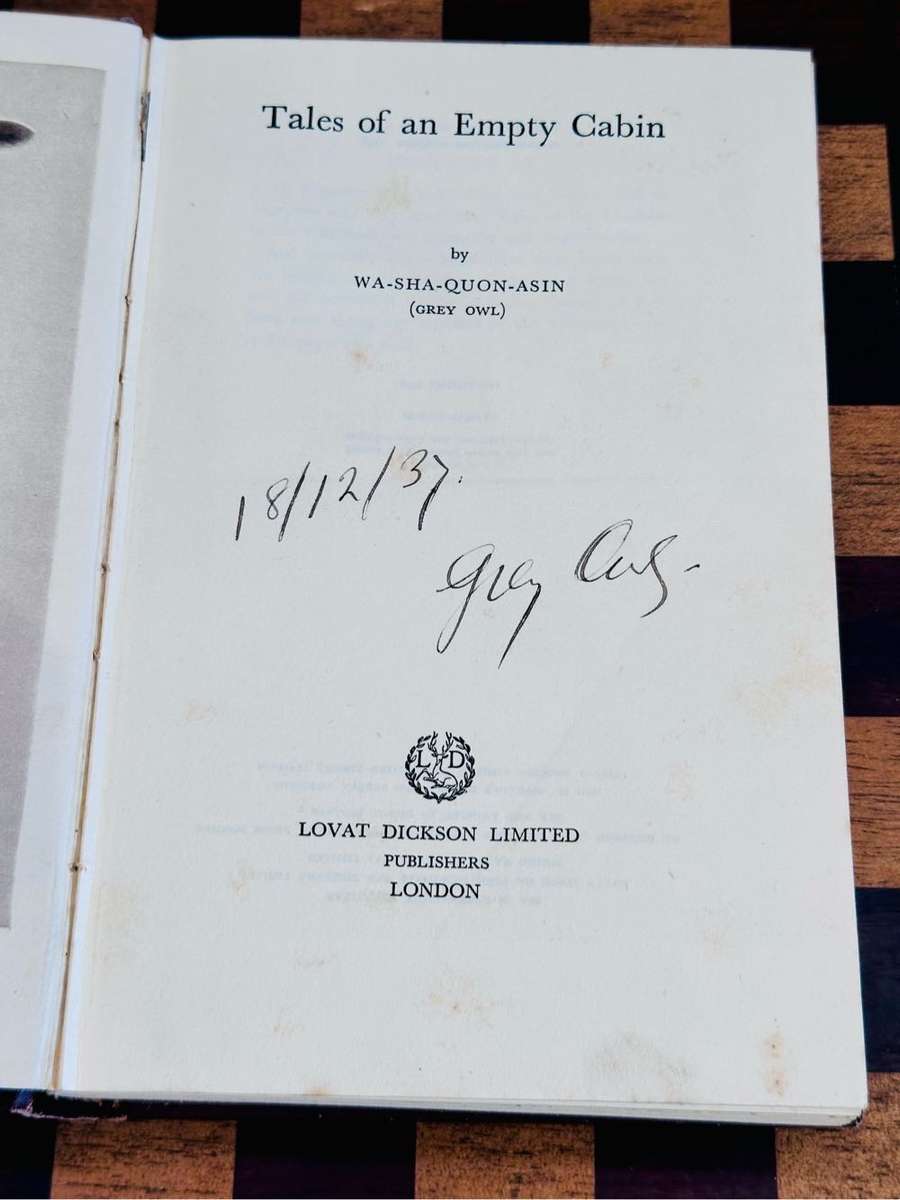 Tales of an Empty Cabin
by
WA-SHA-QUON-ASIN
(GREY OWL)
18/12/37.
Grey Owl
L D
LOVAT DICKSON LIMITED
PUBLISHERS
LONDON